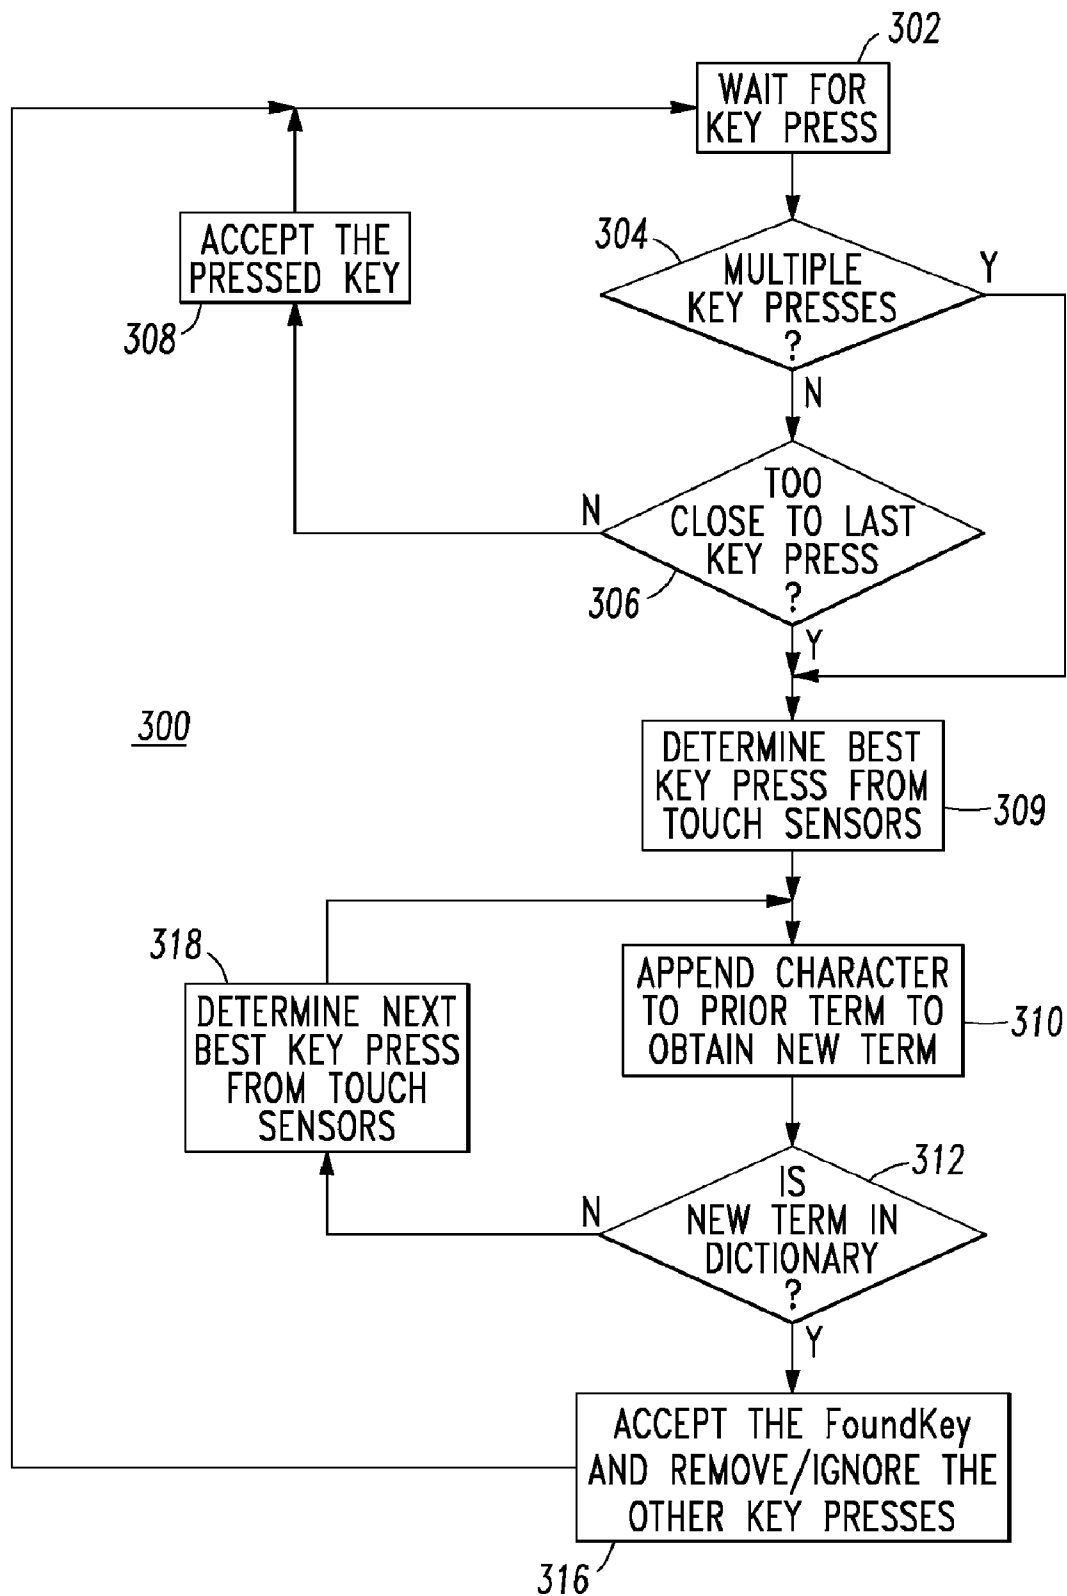 302
WAIT FOR
KEY PRESS
304
MULTIPLE
KEY PRESSES
?
Y
N
ACCEPT THE
PRESSED KEY
308
TOO
CLOSE TO LAST
KEY PRESS
?
N
306
Y
300
DETERMINE BEST
KEY PRESS FROM
TOUCH SENSORS
309
318
DETERMINE NEXT
BEST KEY PRESS
FROM TOUCH
SENSORS
APPEND CHARACTER
TO PRIOR TERM TO
OBTAIN NEW TERM
310
312
IS
NEW TERM IN
DICTIONARY
?
N
Y
ACCEPT THE FoundKey
AND REMOVE/IGNORE THE
OTHER KEY PRESSES
316